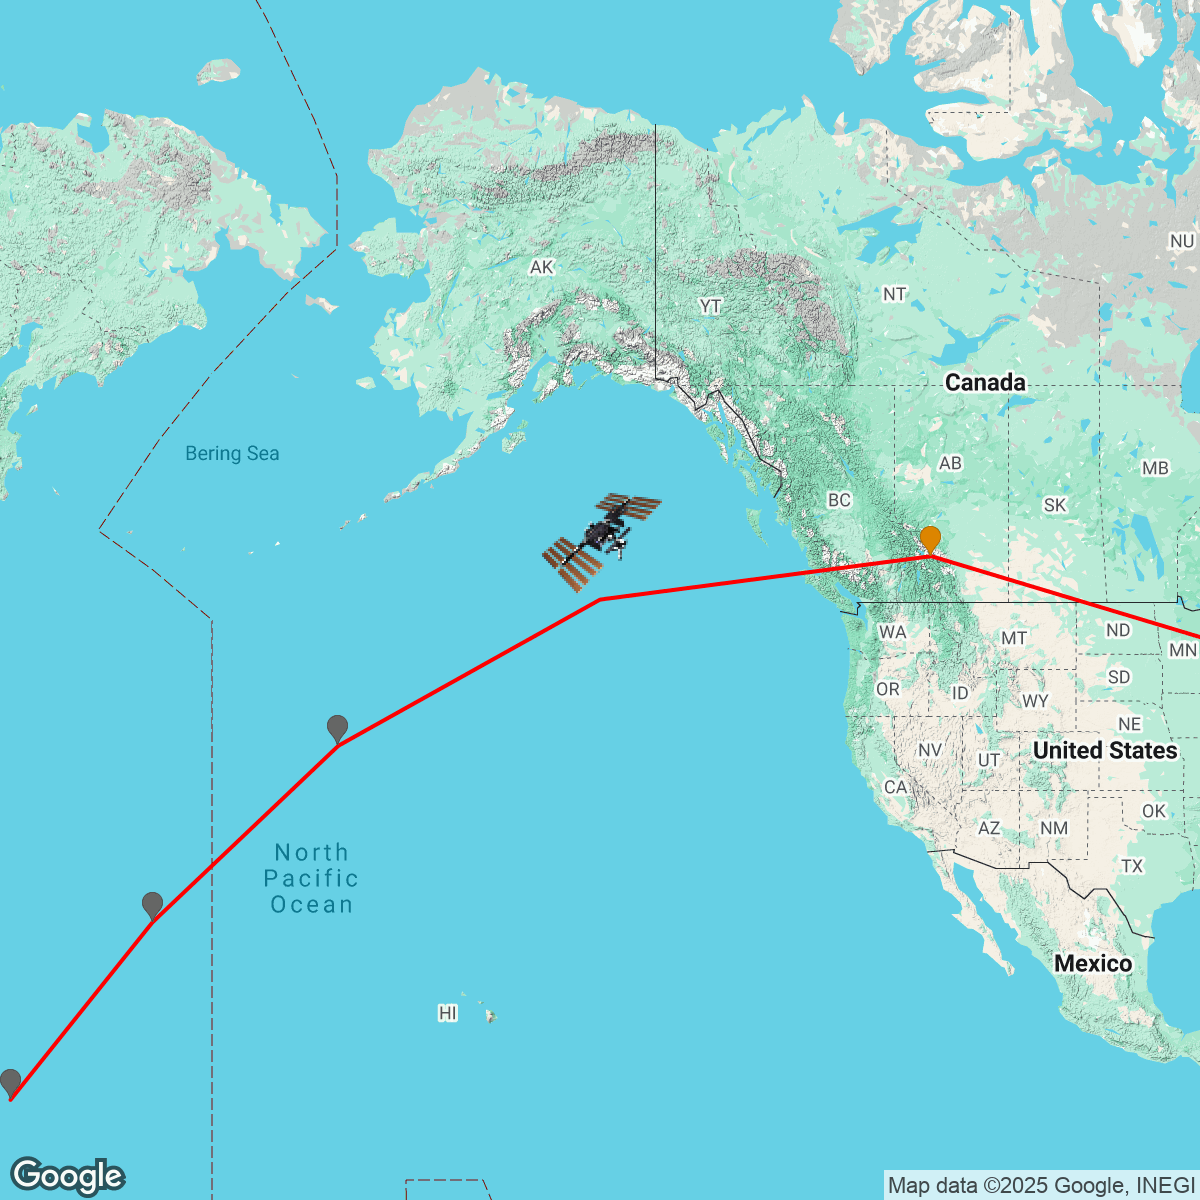 NU
AK
NT
YT
Canada
Bering Sea
AB
MB
BC
SK
WA
ND
MT
MN
SD
OR
ID
WY
NE
NV
United States
UT
CA
OK
AZ
NM
North
Pacific
Ocean
TX
Mexico
HI
Google
Map data ©2025 Google, INEGI